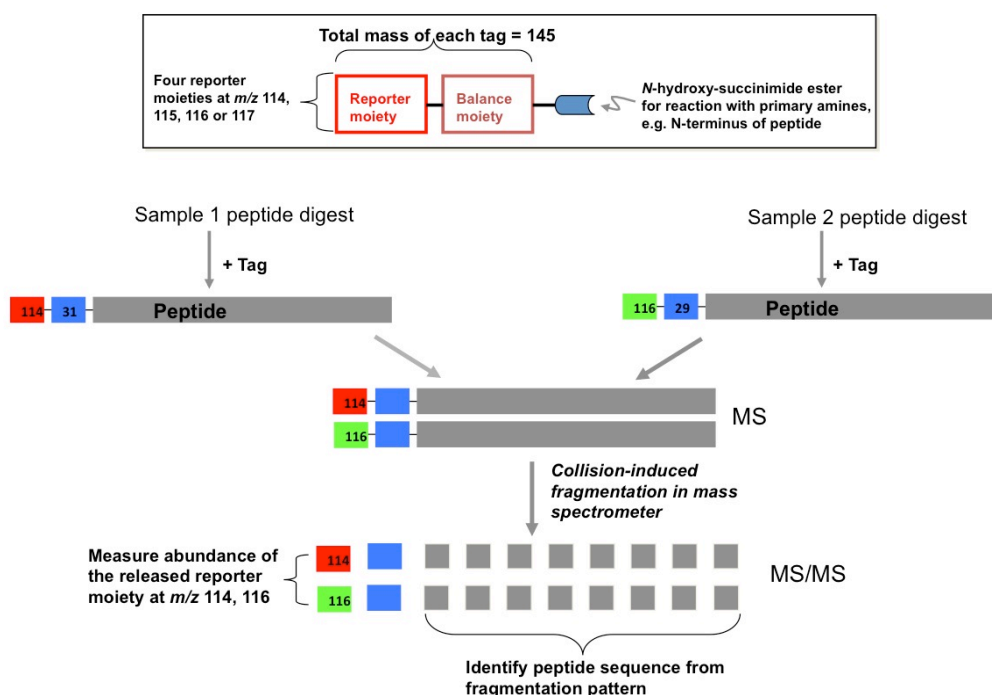 Total mass of each tag = 145
Four reporter
moieties at m/z 114,
115, 116 or 117
Reporter
moiety
Balance
moiety
N-hydroxy-succinimide ester
for reaction with primary amines,
e.g. N-terminus of peptide
Sample 1 peptide digest
+ Tag
114
31
Peptide
Sample 2 peptide digest
+ Tag
116
29
Peptide
114
116
MS
Collision-induced
fragmentation in mass
spectrometer
Measure abundance of
the released reporter
moiety at m/z 114, 116
114
116
MS/MS
Identify peptide sequence from
fragmentation pattern